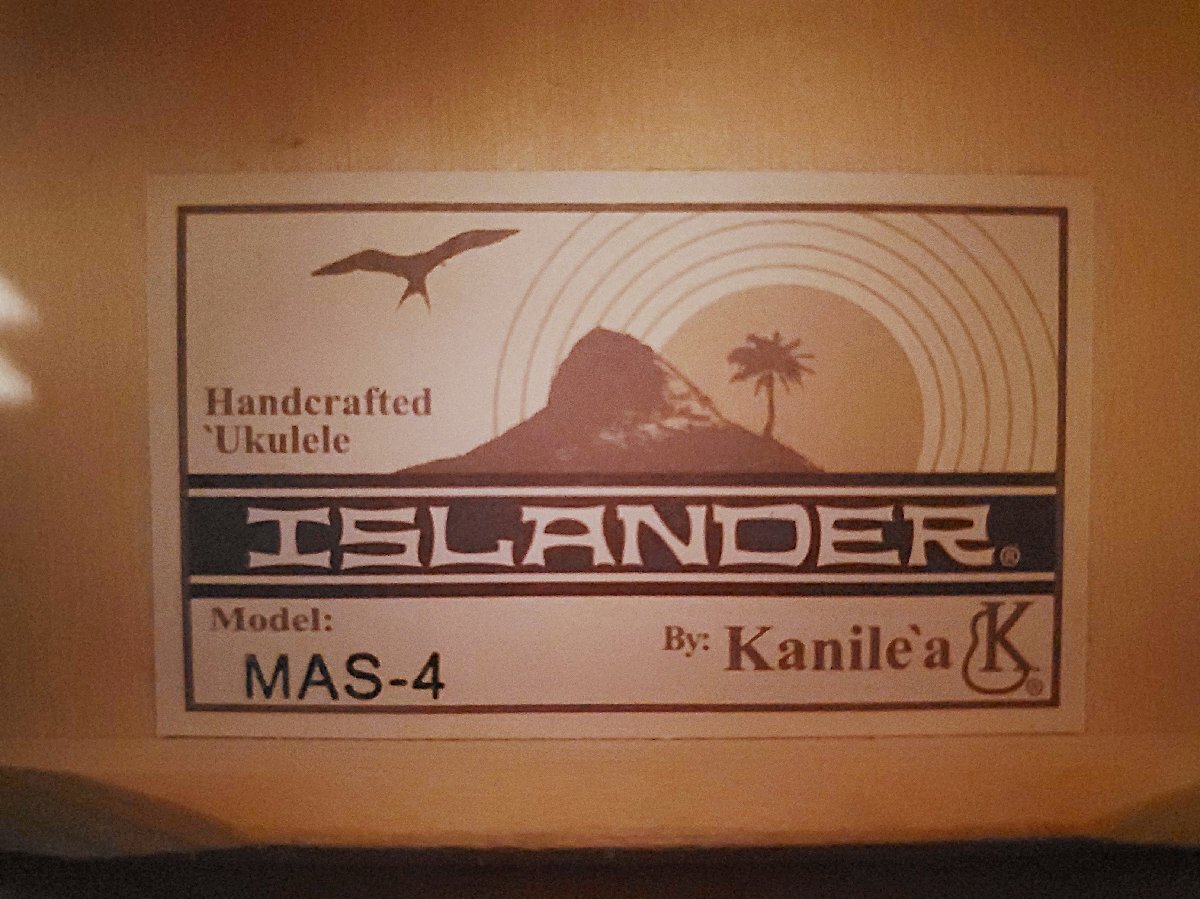 Handcrafted
`Ukulele
ISLANDER®
Model:
MAS-4
By: Kanile`a K®